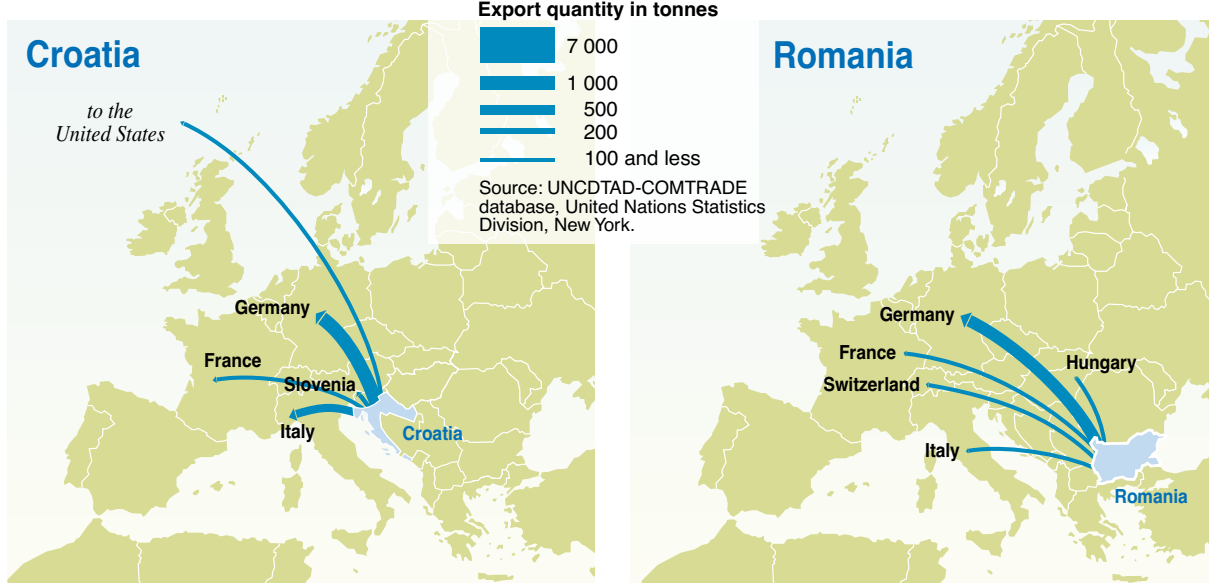 Export quantity in tonnes
7 000
1 000
500
200
100 and less
Source: UNCDTAD-COMTRADE
database, United Nations Statistics
Division, New York.
Croatia
to the
United States
Germany
France
Slovenia
Italy
Croatia
Romania
Germany
France
Hungary
Switzerland
Italy
Romania